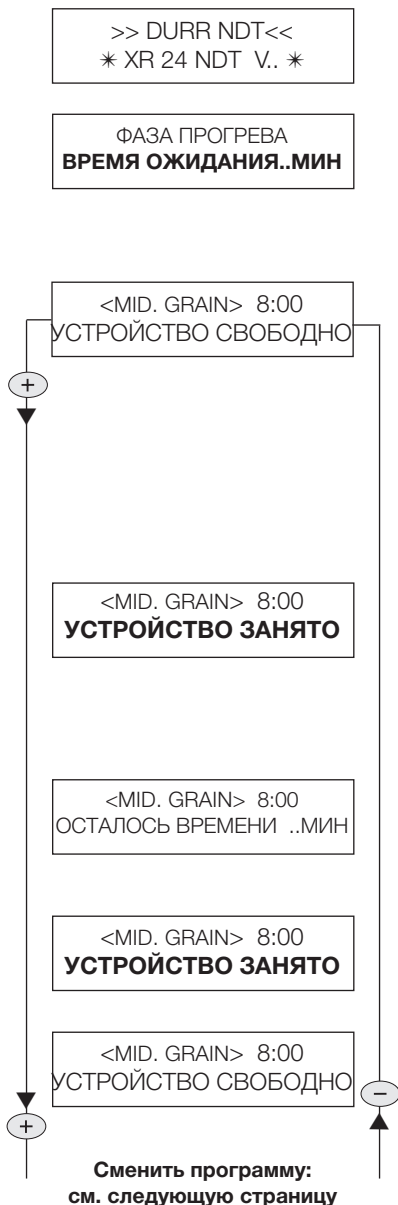 >> DURR NDT<<
✴ XR 24 NDT V.. ✴
ФАЗА ПРОГРЕВА
ВРЕМЯ ОЖИДАНИЯ..МИН
<MID. GRAIN> 8:00
УСТРОЙСТВО СВОБОДНО
+
<MID. GRAIN> 8:00
УСТРОЙСТВО ЗАНЯТО
<MID. GRAIN> 8:00
ОСТАЛОСЬ ВРЕМЕНИ ..МИН
<MID. GRAIN> 8:00
УСТРОЙСТВО ЗАНЯТО
<MID. GRAIN> 8:00
УСТРОЙСТВО СВОБОДНО
−
+
Сменить программу:
см. следующую страницу